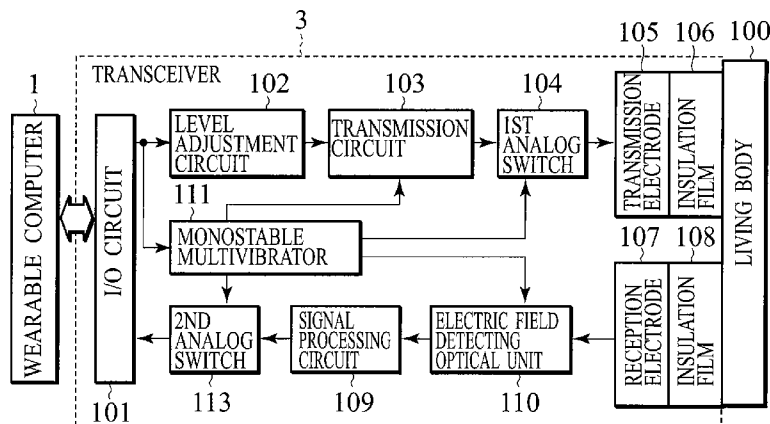 3
100
105
106
TRANSCEIVER
102
103
104
1
WEARABLE COMPUTER
I/O CIRCUIT
101
LEVEL
ADJUSTMENT
CIRCUIT
TRANSMISSION
CIRCUIT
1ST
ANALOG
SWITCH
TRANSMISSION
ELECTRODE
INSULATION
FILM
LIVING BODY
111
MONOSTABLE
MULTIVIBRATOR
107
108
2ND
ANALOG
SWITCH
SIGNAL
PROCESSING
CIRCUIT
ELECTRIC FIELD
DETECTING
OPTICAL UNIT
RECEPTION
ELECTRODE
INSULATION
FILM
113
109
110